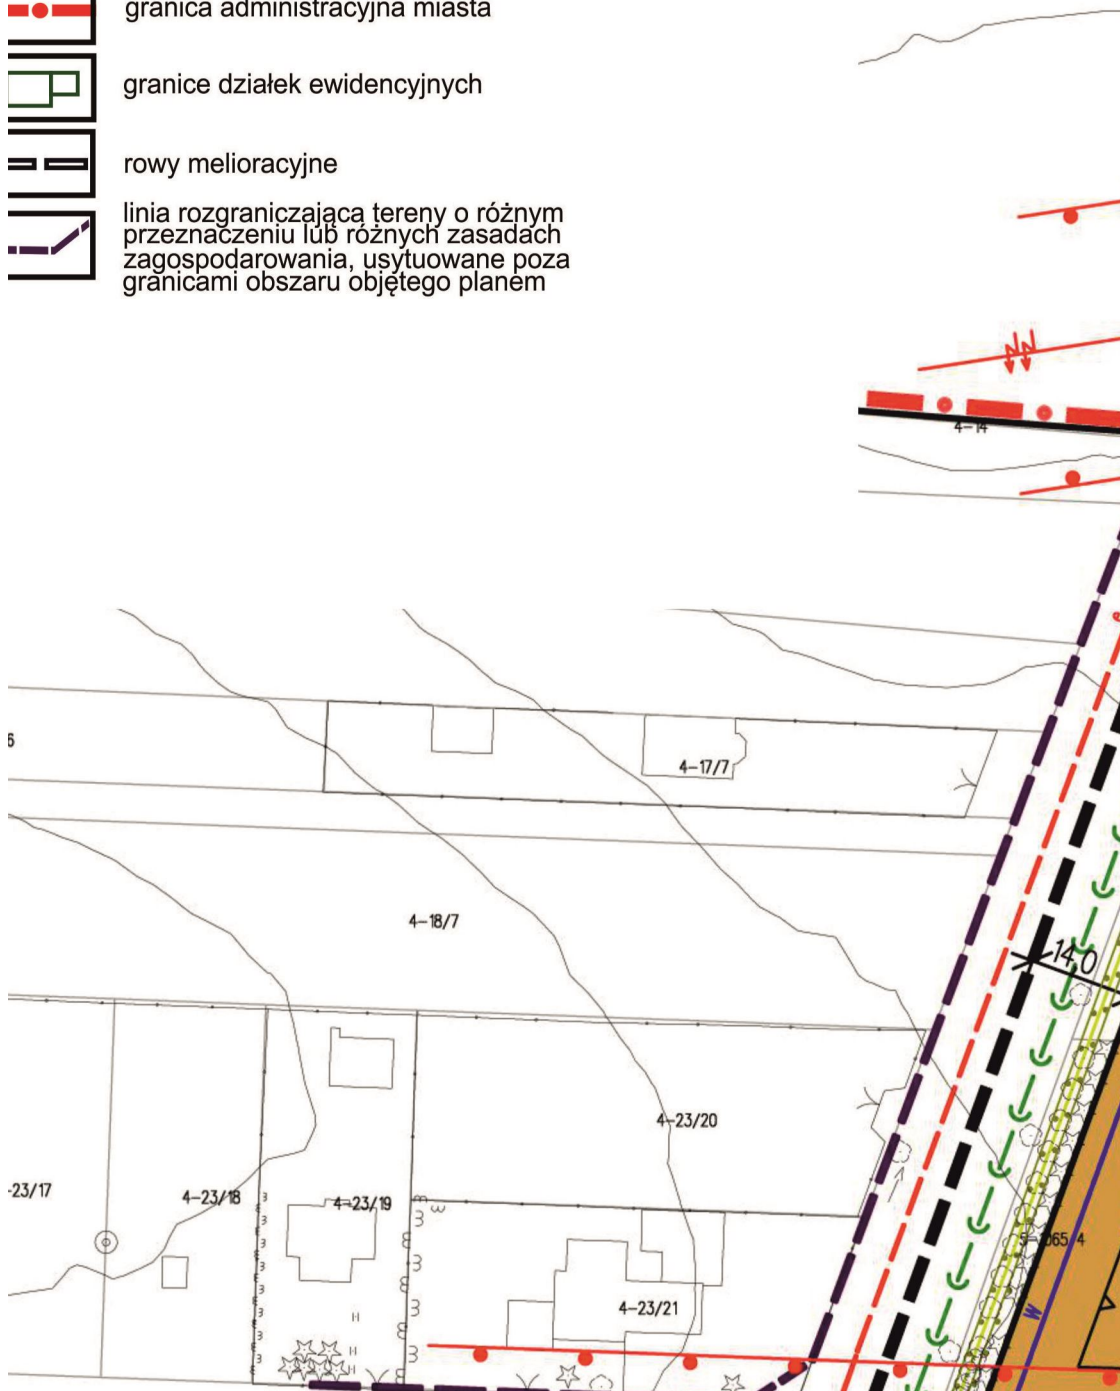 granica administracyjna miasta
granice działek ewidencyjnych
rowy melioracyjne
linia rozgraniczająca tereny o różnym
przeznaczeniu lub różnych zasadach
zagospodarowania, usytuowane poza
granicami obszaru objętego planem
4-14
6
4-17/7
4-18/7
14.0
4-23/20
-23/17
4-23/18
4-23/19
4-23/21
W